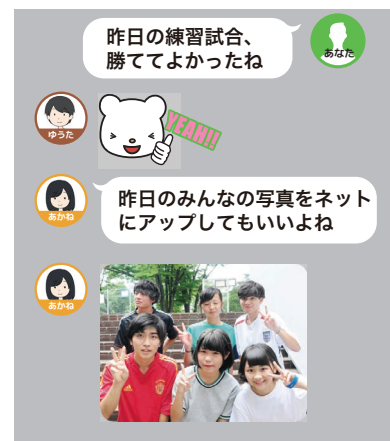 昨日の練習試合、
勝ててよかったね
あなた
ゆうた
YEAH!!
あかね
昨日のみんなの写真をネット
にアップしてもいいよね
あかね